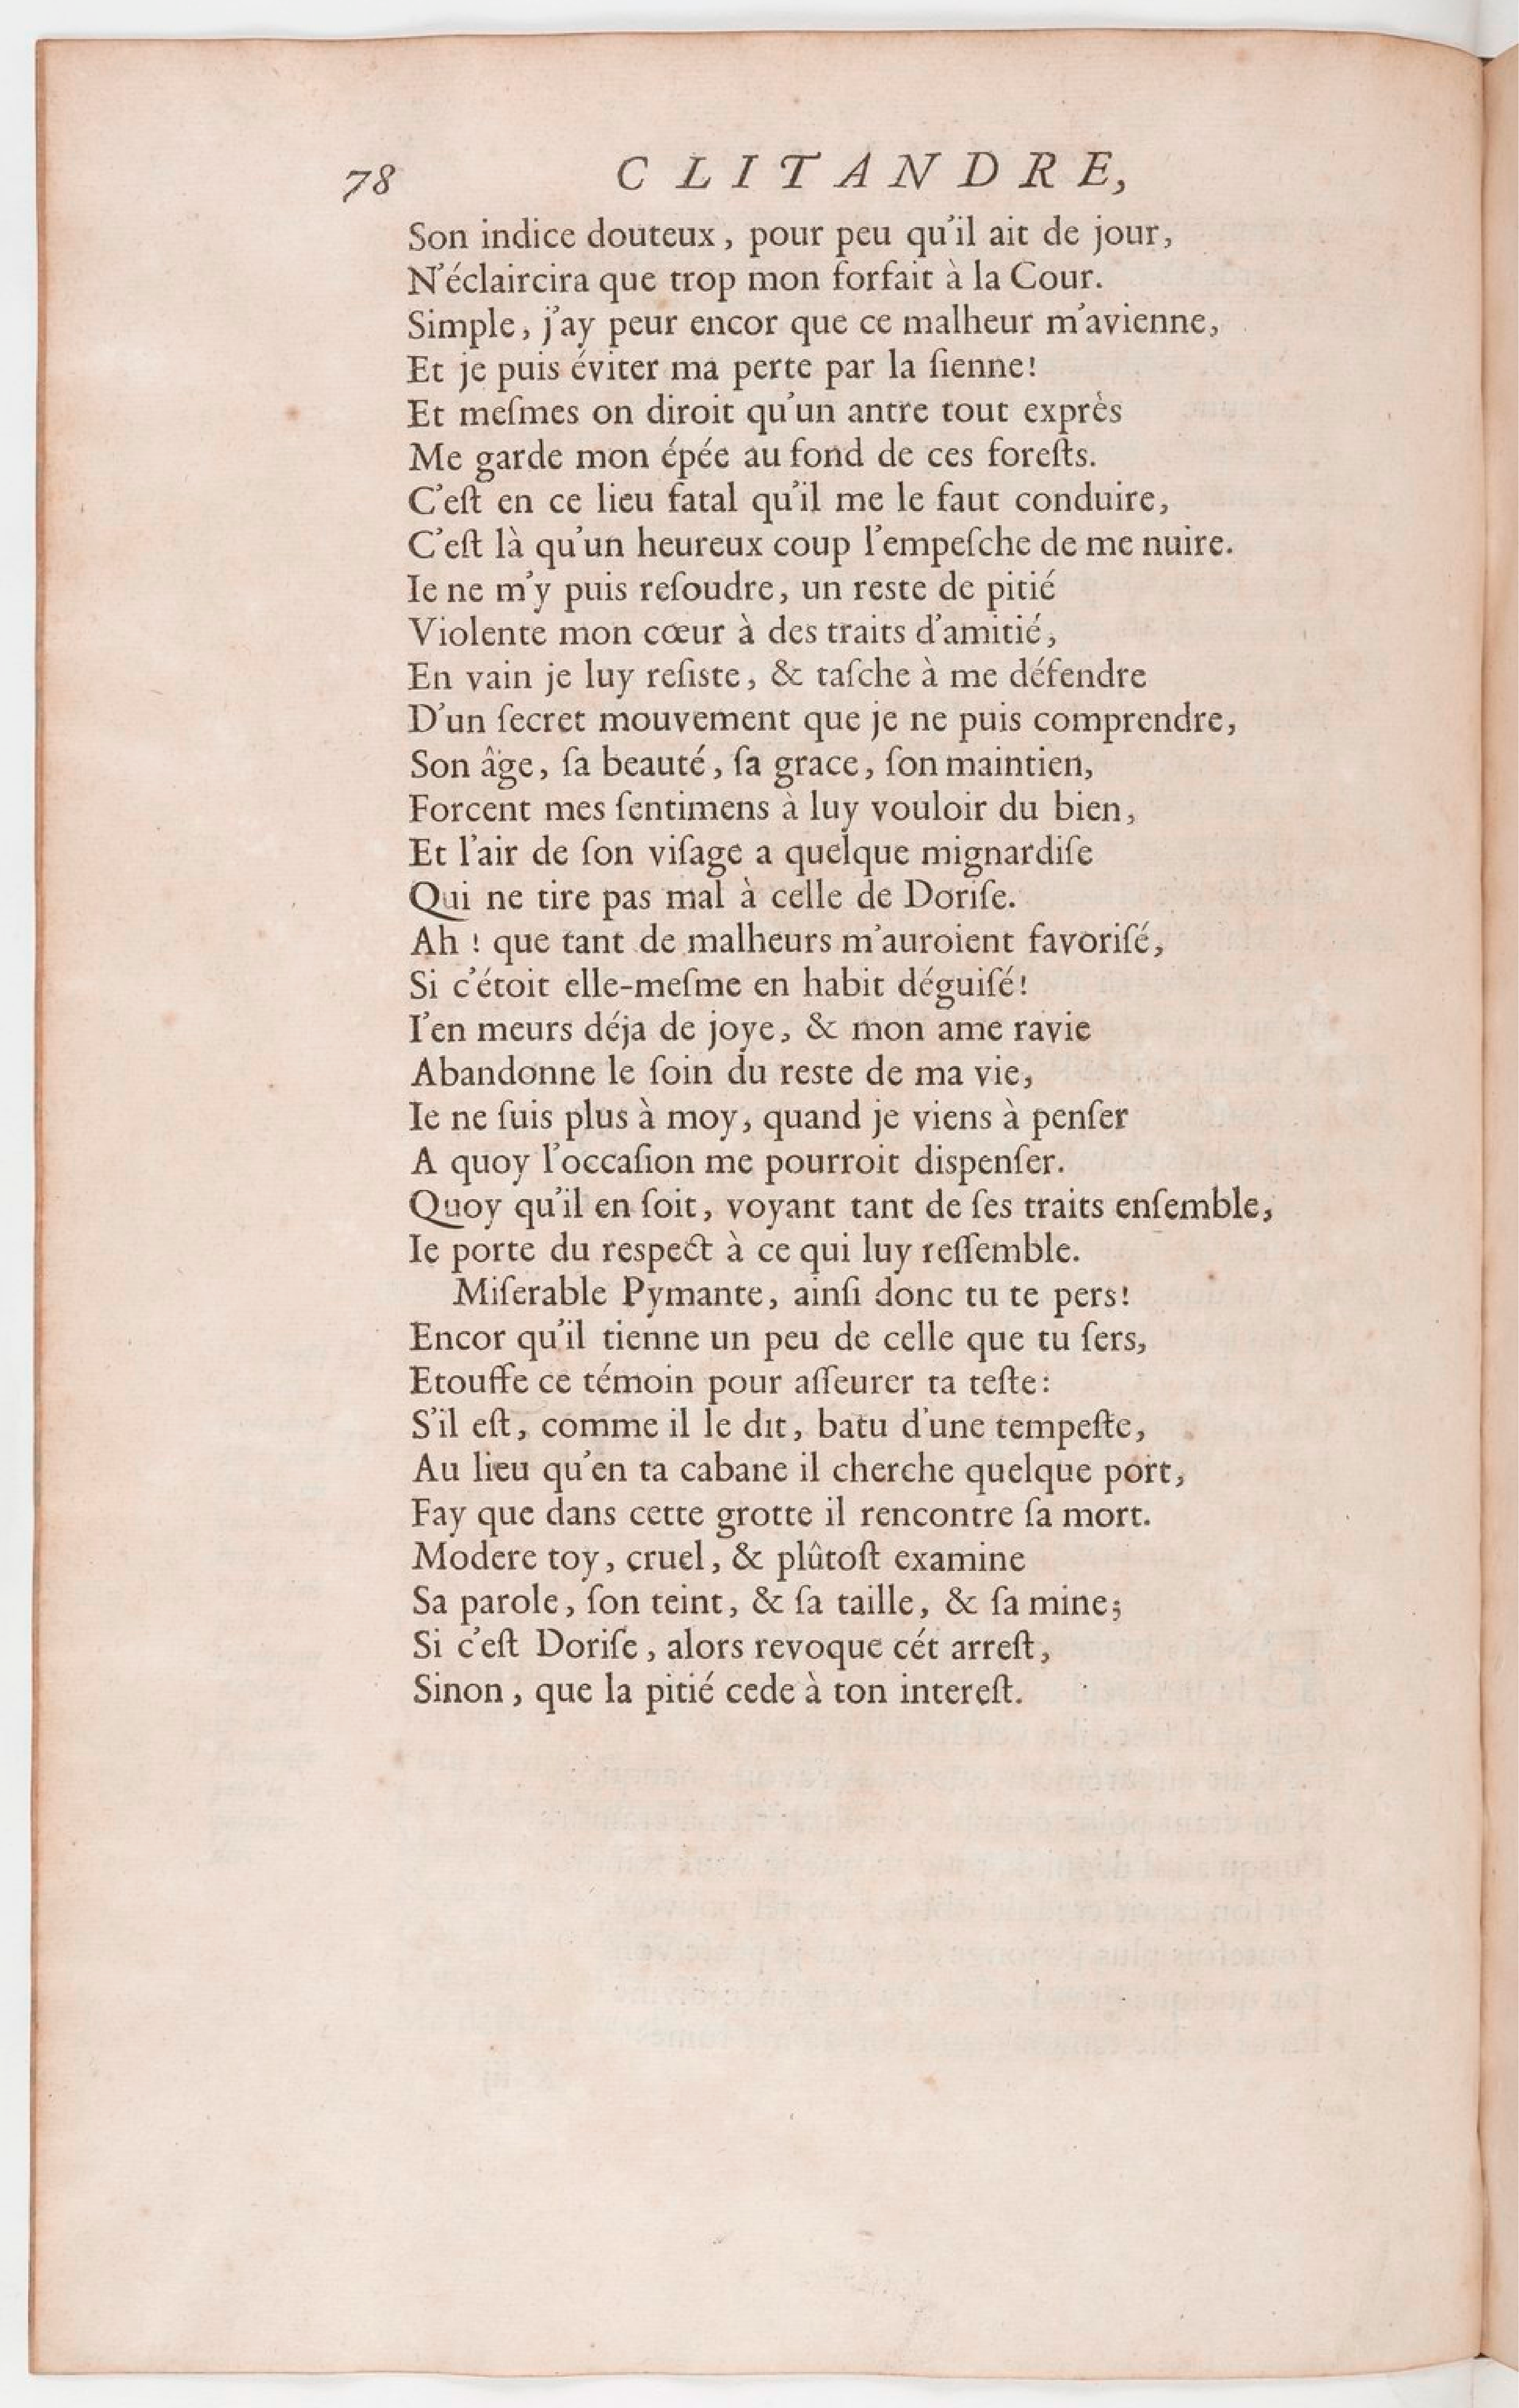 78 CLITANDRE,
Son indice douteux, pour peu qu'il ait de jour,
N'éclaircira que trop mon forfait à la Cour.
Simple, j'ay peur encor que ce malheur m'avienne,
Et je puis éviter ma perte par la ſienne!
Et meſmes on diroit qu'un antre tout exprès
Me garde mon épée au fond de ces foreſts.
C'eſt en ce lieu fatal qu'il me le faut conduire,
C'eſt là qu'un heureux coup l'empeſche de me nuire.
Ie ne m'y puis reſoudre, un reste de pitié
Violente mon cœur à des traits d'amitié,
En vain je luy reſiste, & taſche à me défendre
D'un ſecret mouvement que je ne puis comprendre,
Son âge, ſa beauté, ſa grace, ſon maintien,
Forcent mes ſentimens à luy vouloir du bien,
Et l'air de ſon viſage a quelque mignardiſe
Qui ne tire pas mal à celle de Doriſe.
Ah ! que tant de malheurs m'auroient favoriſé,
Si c'étoit elle-meſme en habit déguiſé!
I'en meurs déja de joye, & mon ame ravie
Abandonne le ſoin du reste de ma vie,
Ie ne ſuis plus à moy, quand je viens à penſer
A quoy l'occaſion me pourroit dispenſer.
Quoy qu'il en ſoit, voyant tant de ſes traits enſemble,
Ie porte du respect à ce qui luy reſſemble.
Miſerable Pymante, ainſi donc tu te pers!
Encor qu'il tienne un peu de celle que tu ſers,
Etouffe ce témoin pour aſſeurer ta teſte:
S'il eſt, comme il le dit, batu d'une tempeſte,
Au lieu qu'en ta cabane il cherche quelque port,
Fay que dans cette grotte il rencontre ſa mort.
Modere toy, cruel, & plûtoſt examine
Sa parole, ſon teint, & ſa taille, & ſa mine;
Si c'eſt Doriſe, alors revoque cét arreſt,
Sinon, que la pitié cede à ton intereſt.